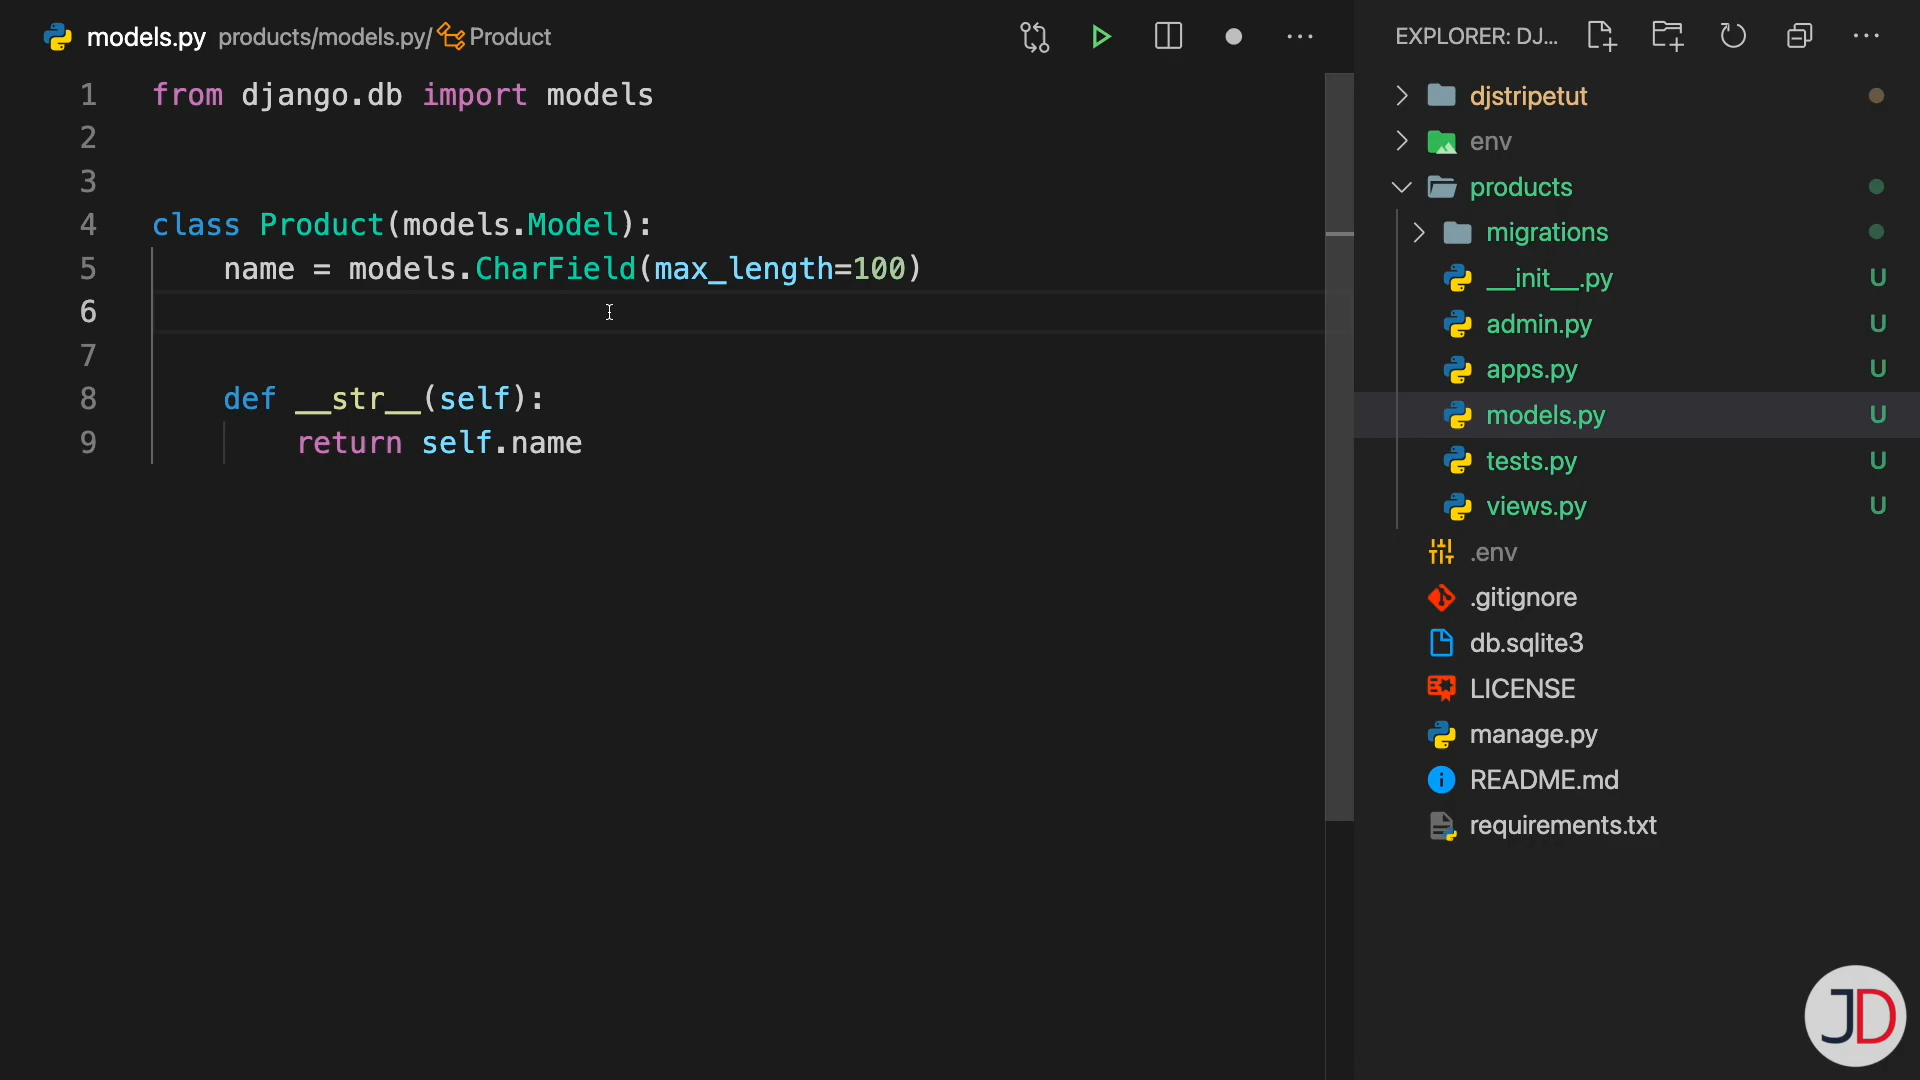 models.py products/models.py/ Product
1 from django.db import models
2
3
4 class Product(models.Model):
5     name = models.CharField(max_length=100)
6
7
8     def __str__(self):
9         return self.name
EXPLORER: DJ...
djstripetut
env
products
migrations
__init__.py U
admin.py U
apps.py U
models.py U
tests.py U
views.py U
.env
.gitignore
db.sqlite3
LICENSE
manage.py
README.md
requirements.txt
JD